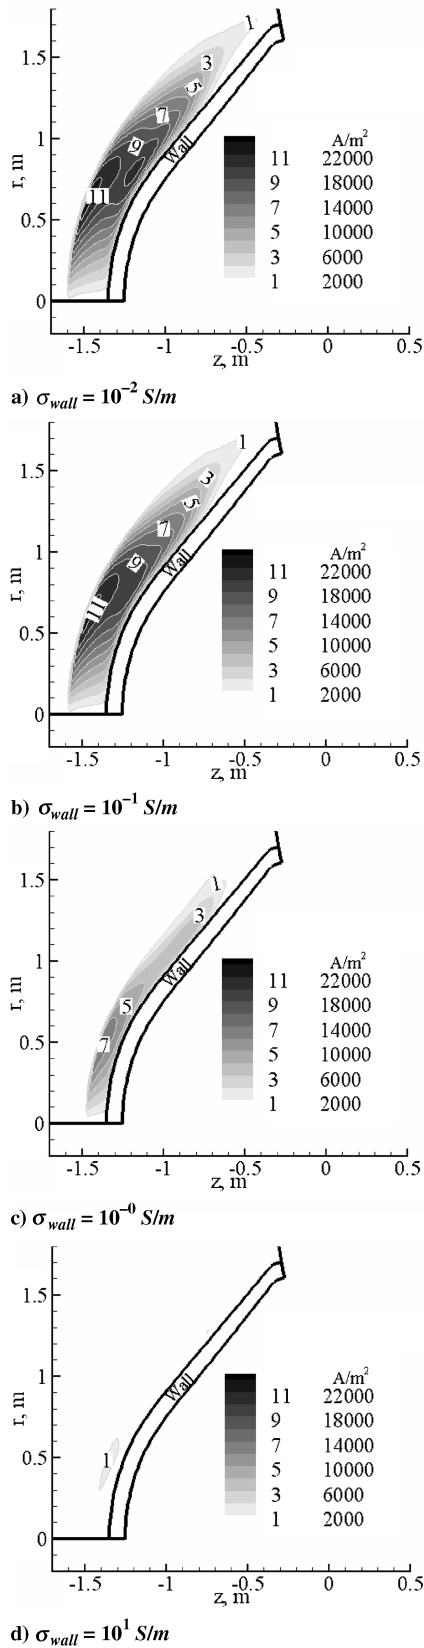 1
1.5
3
5
7
A/m²
r, m
1
9
Wall
11 22000
9 18000
11
7 14000
0.5
5 10000
3 6000
0
1 2000
-1.5 -1 -0.5 0 0.5
z, m
a) σwall = 10⁻² S/m
1
1.5
3
5
7
A/m²
r, m
1
9
Wall
11 22000
9 18000
11
7 14000
0.5
5 10000
3 6000
0
1 2000
-1.5 -1 -0.5 0 0.5
z, m
b) σwall = 10⁻¹ S/m
1.5
1
3
r, m
1
Wall
A/m²
11 22000
5
9 18000
0.5
7
7 14000
5 10000
3 6000
0
1 2000
-1.5 -1 -0.5 0 0.5
z, m
c) σwall = 10⁻⁰ S/m
1.5
r, m
1
Wall
A/m²
11 22000
9 18000
0.5
1
7 14000
5 10000
3 6000
0
1 2000
-1.5 -1 -0.5 0 0.5
z, m
d) σwall = 10¹ S/m